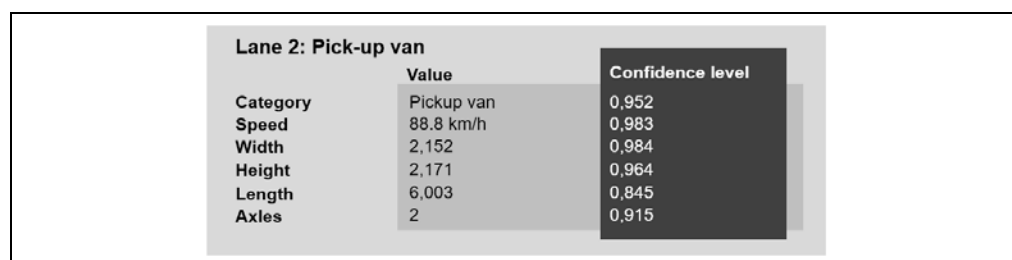 Lane 2: Pick-up van
Value Confidence level
Category Pickup van 0,952
Speed 88.8 km/h 0,983
Width 2,152 0,984
Height 2,171 0,964
Length 6,003 0,845
Axles 2 0,915